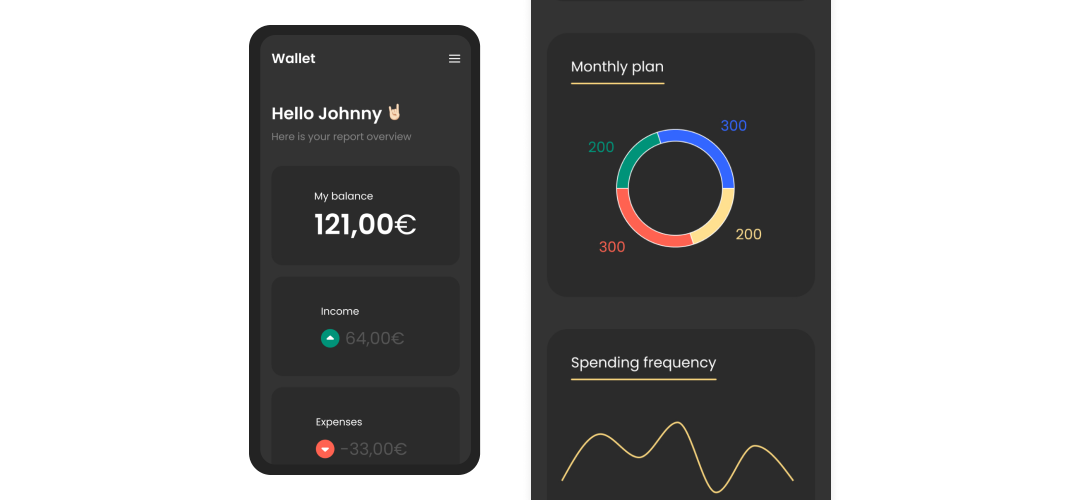 Wallet
Hello Johnny 🤘🏻
Here is your report overview
My balance
121,00€
Income
64,00€
Expenses
-33,00€
Monthly plan
300
200
200
300
Spending frequency